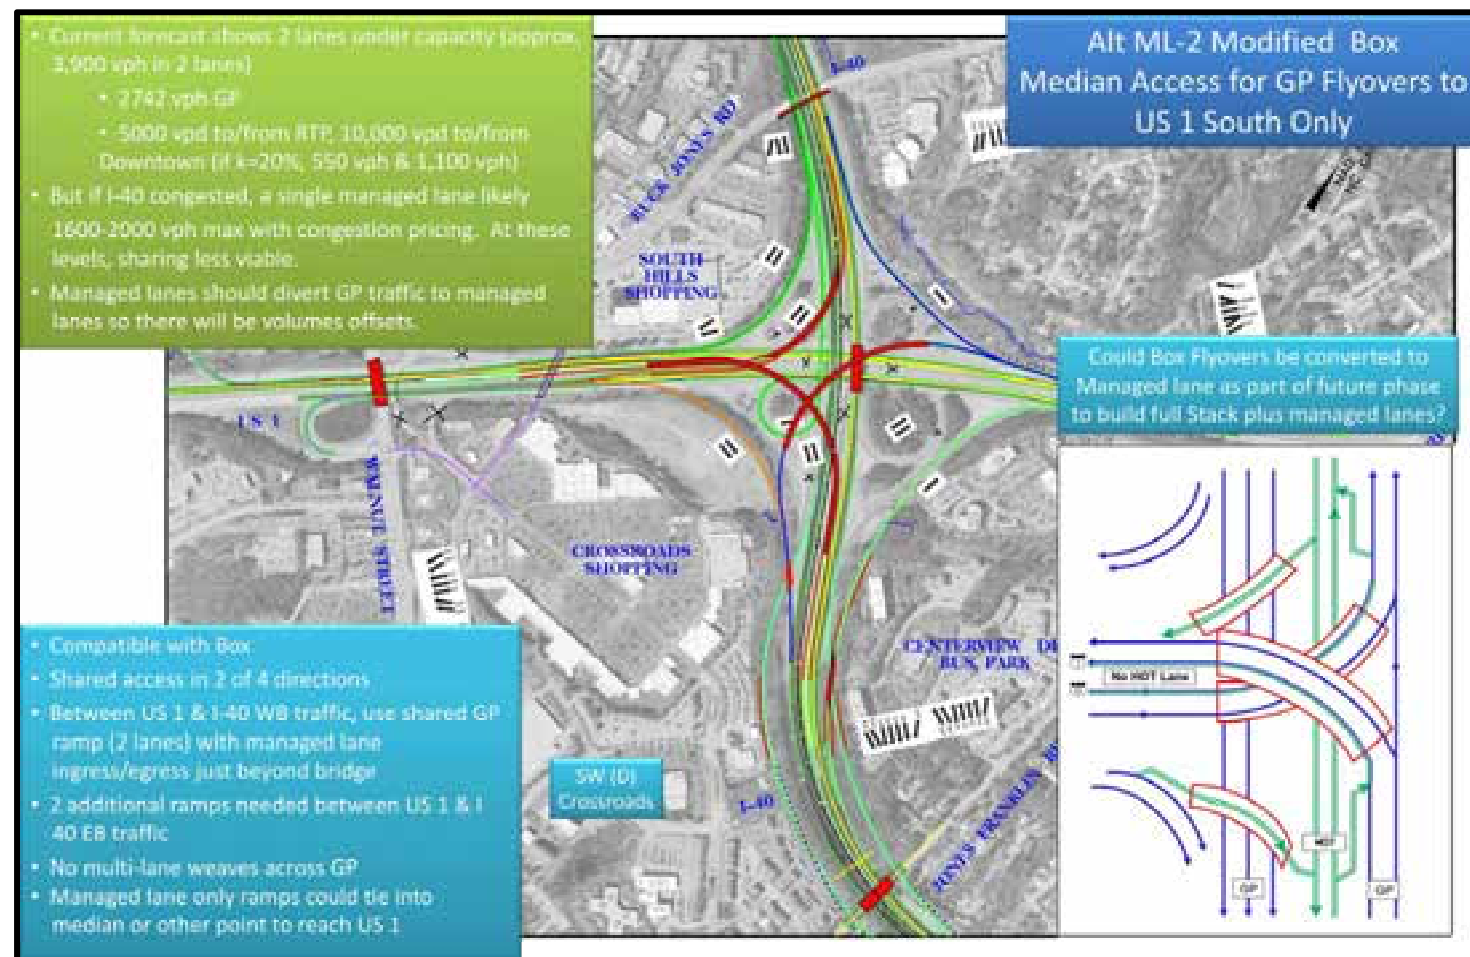 • Current forecast shows 2 lanes under capacity (approx.
3,900 vph in 2 lanes)
• 2742 vph GP
• 5000 vpd to/from RTP, 10,000 vpd to/from
Downtown (if k=20%, 550 vph & 1,100 vph)
• But if I-40 congested, a single managed lane likely
1600-2000 vph max with congestion pricing. At these
levels, sharing less viable.
• Managed lanes should divert GP traffic to managed
lanes so there will be volumes offsets.
Alt ML-2 Modified Box
Median Access for GP Flyovers to
US 1 South Only
I-40
BUCK JONES RD
SOUTH
HILLS
SHOPPING
Could Box Flyovers be converted to
Managed lane as part of future phase
to build full Stack plus managed lanes?
US 1
WALNUT STREET
CROSSROADS
SHOPPING
CENTERVIEW
BUS. PARK
JONES FRANKLIN
I-40
SW (D)
Crossroads
• Compatible with Box
• Shared access in 2 of 4 directions
• Between US 1 & I-40 WB traffic, use shared GP
ramp (2 lanes) with managed lane
ingress/egress just beyond bridge
• 2 additional ramps needed between US 1 & I
40 EB traffic
• No multi-lane weaves across GP
• Managed lane only ramps could tie into
median or other point to reach US 1
No HOT Lane
HOT
GP
GP